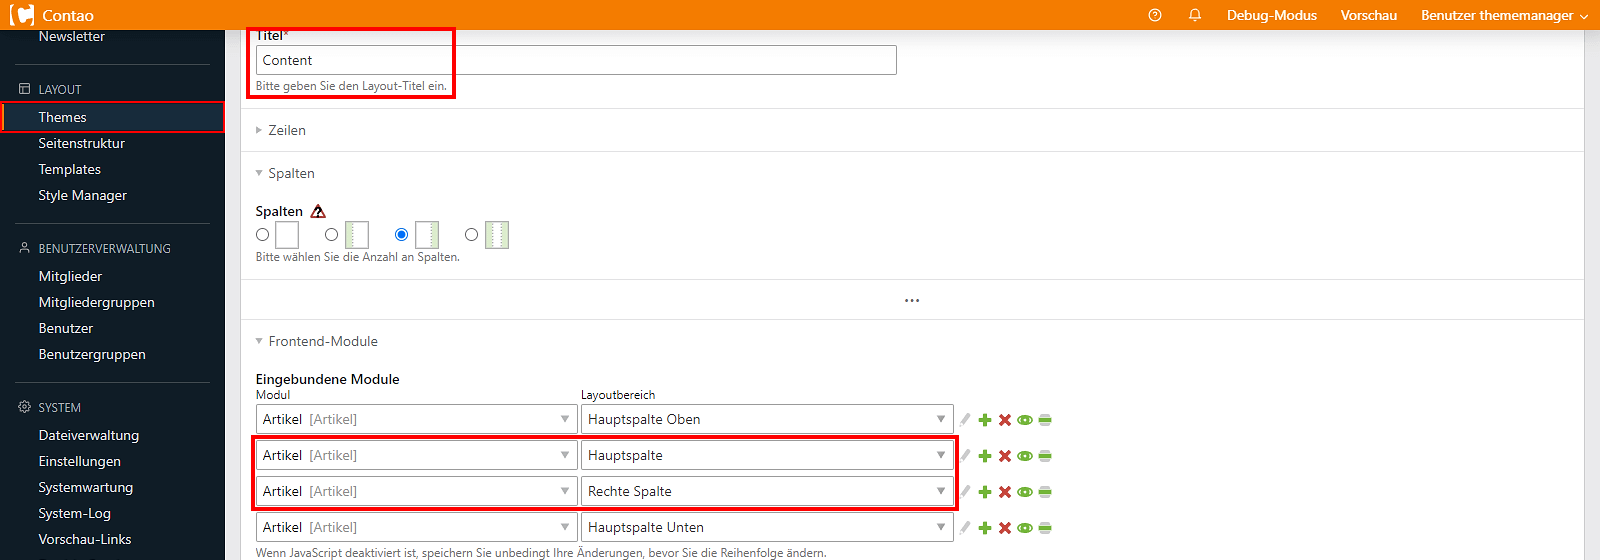 Contao
Debug-Modus Vorschau Benutzer thememanager
Newsletter
LAYOUT
Themes
Seitenstruktur
Templates
Style Manager
BENUTZERVERWALTUNG
Mitglieder
Mitgliedergruppen
Benutzer
Benutzergruppen
SYSTEM
Dateiverwaltung
Einstellungen
Systemwartung
System-Log
Vorschau-Links
Titel*
Content
Bitte geben Sie den Layout-Titel ein.
Zeilen
Spalten
Spalten
Bitte wählen Sie die Anzahl an Spalten.
...
Frontend-Module
Eingebundene Module
Modul Layoutbereich
Artikel [Artikel] Hauptspalte Oben
Artikel [Artikel] Hauptspalte
Artikel [Artikel] Rechte Spalte
Artikel [Artikel] Hauptspalte Unten
Wenn JavaScript deaktiviert ist, speichern Sie unbedingt Ihre Änderungen, bevor Sie die Reihenfolge ändern.